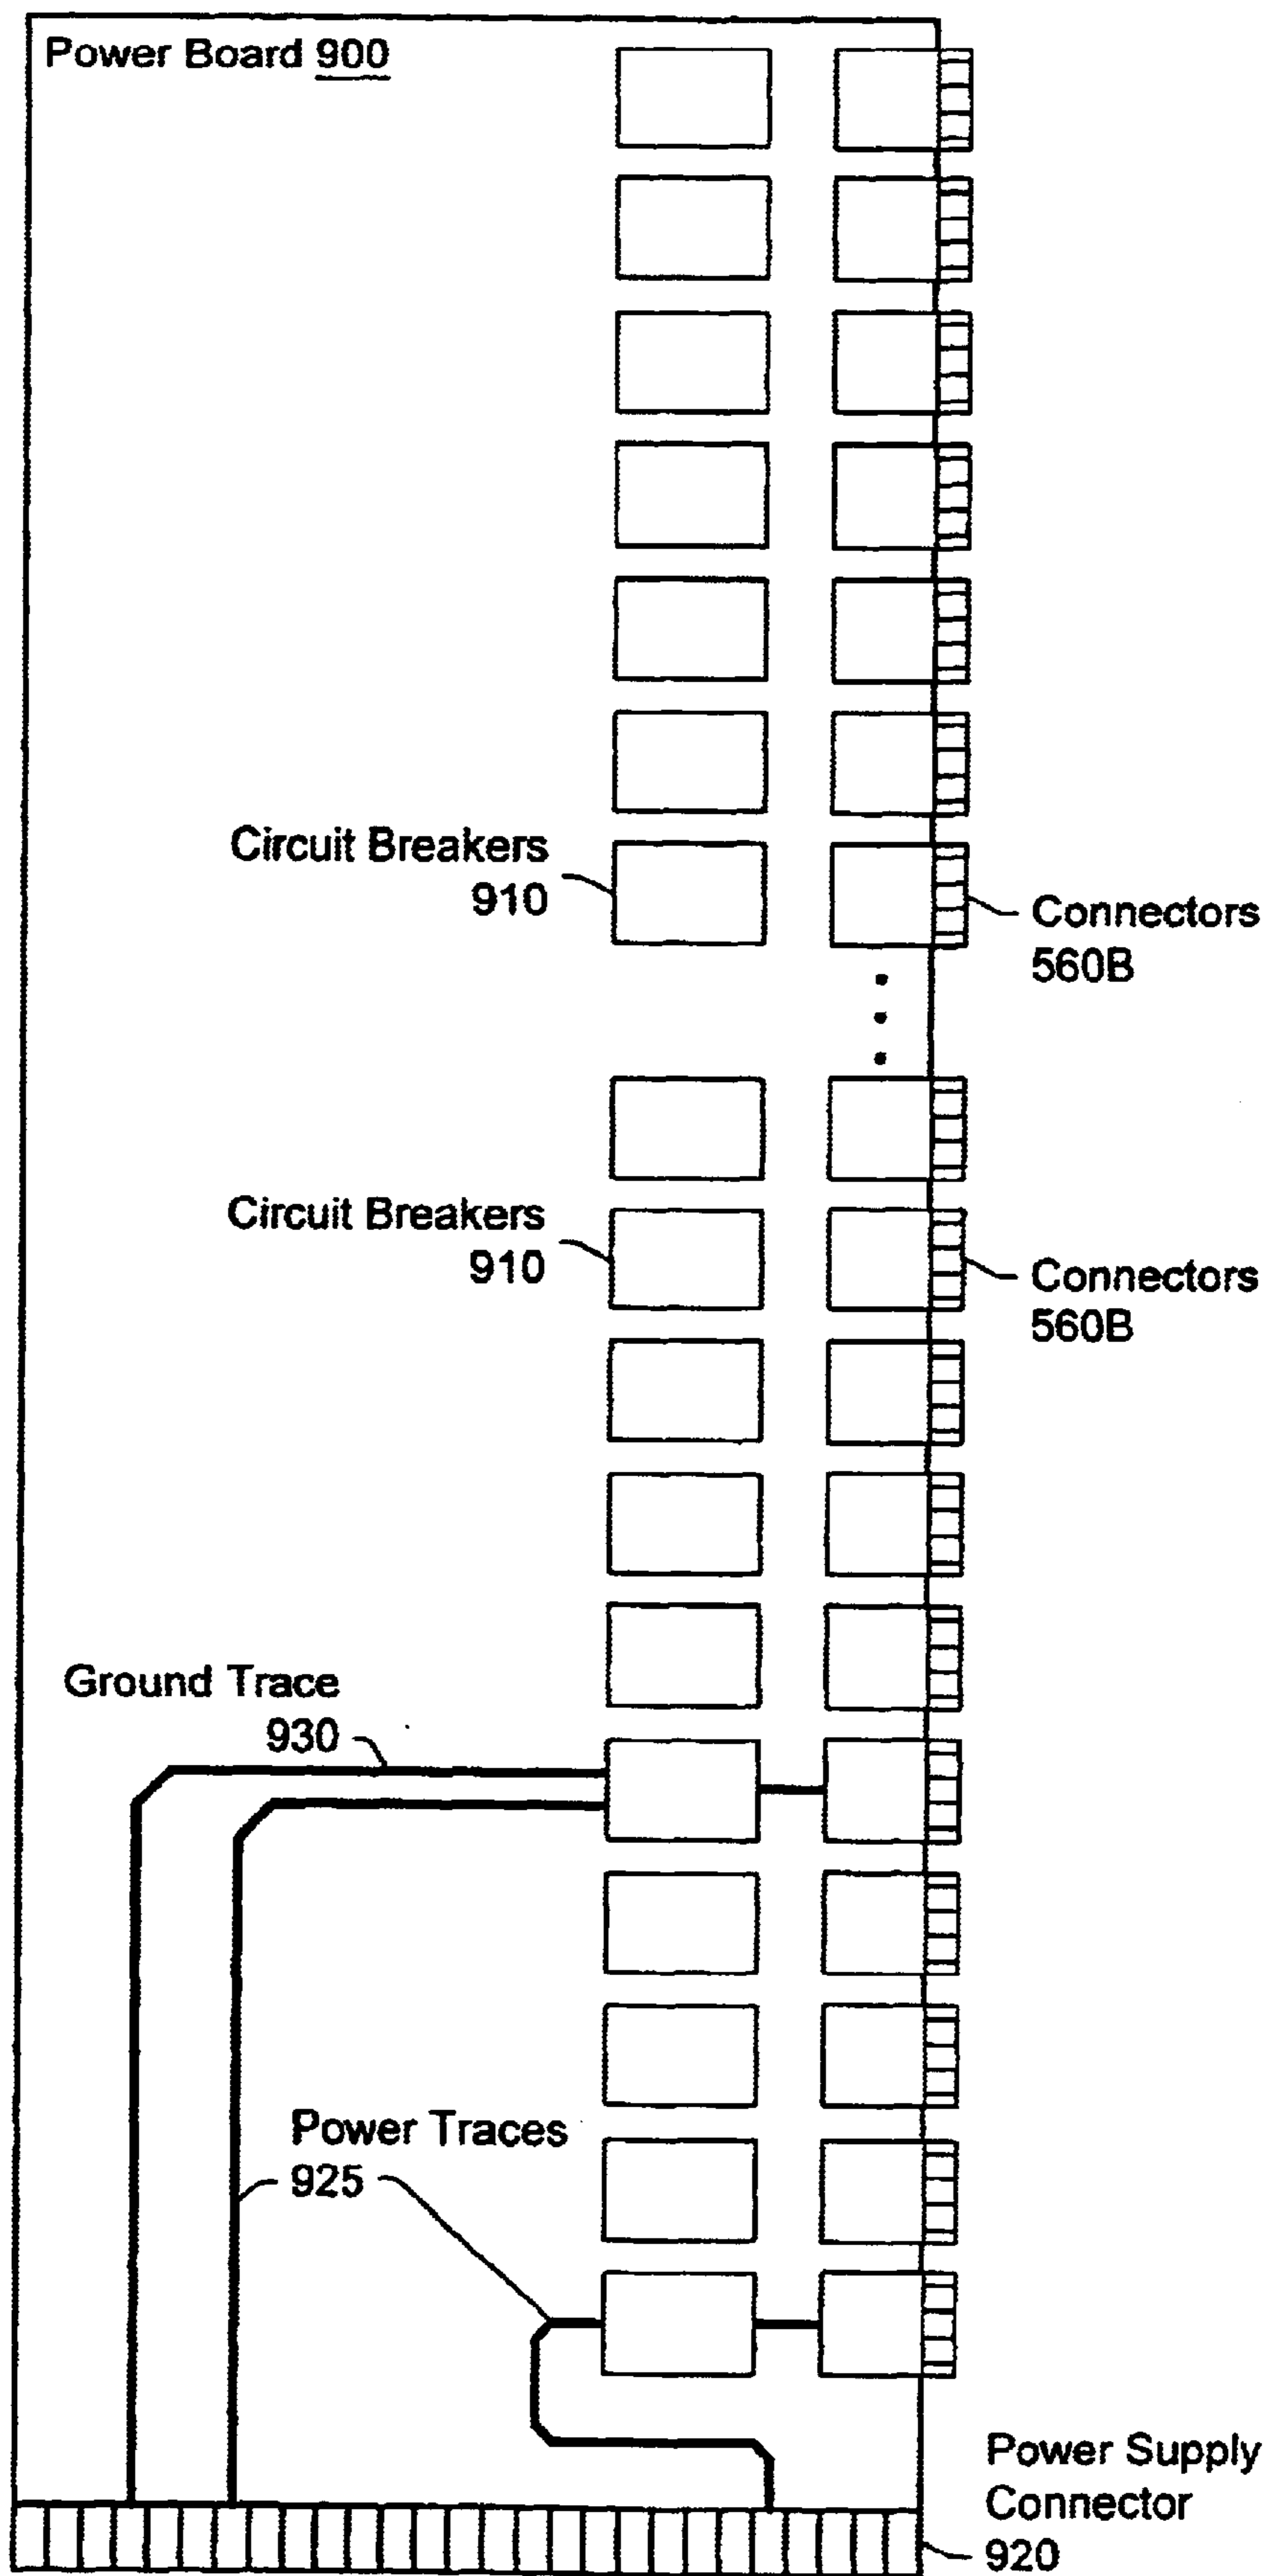 Power Board 900
Circuit Breakers
910
Connectors
560B
Circuit Breakers
910
Connectors
560B
Ground Trace
930
Power Traces
925
Power Supply
Connector
920